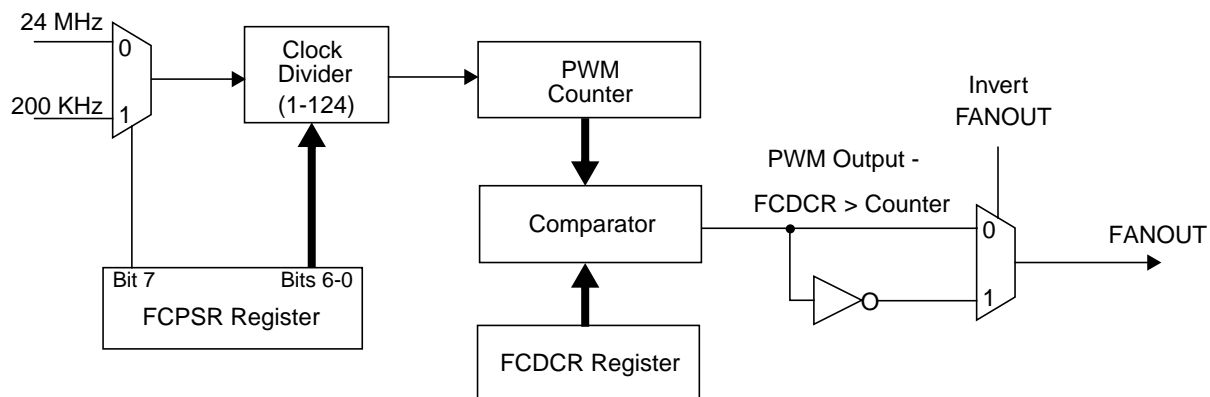 24 MHz
0
200 KHz
1
Clock
Divider
(1-124)
PWM
Counter
Invert
FANOUT
PWM Output -
FCDCR > Counter
Comparator
0
1
FANOUT
Bit 7
Bits 6-0
FCPSR Register
FCDCR Register